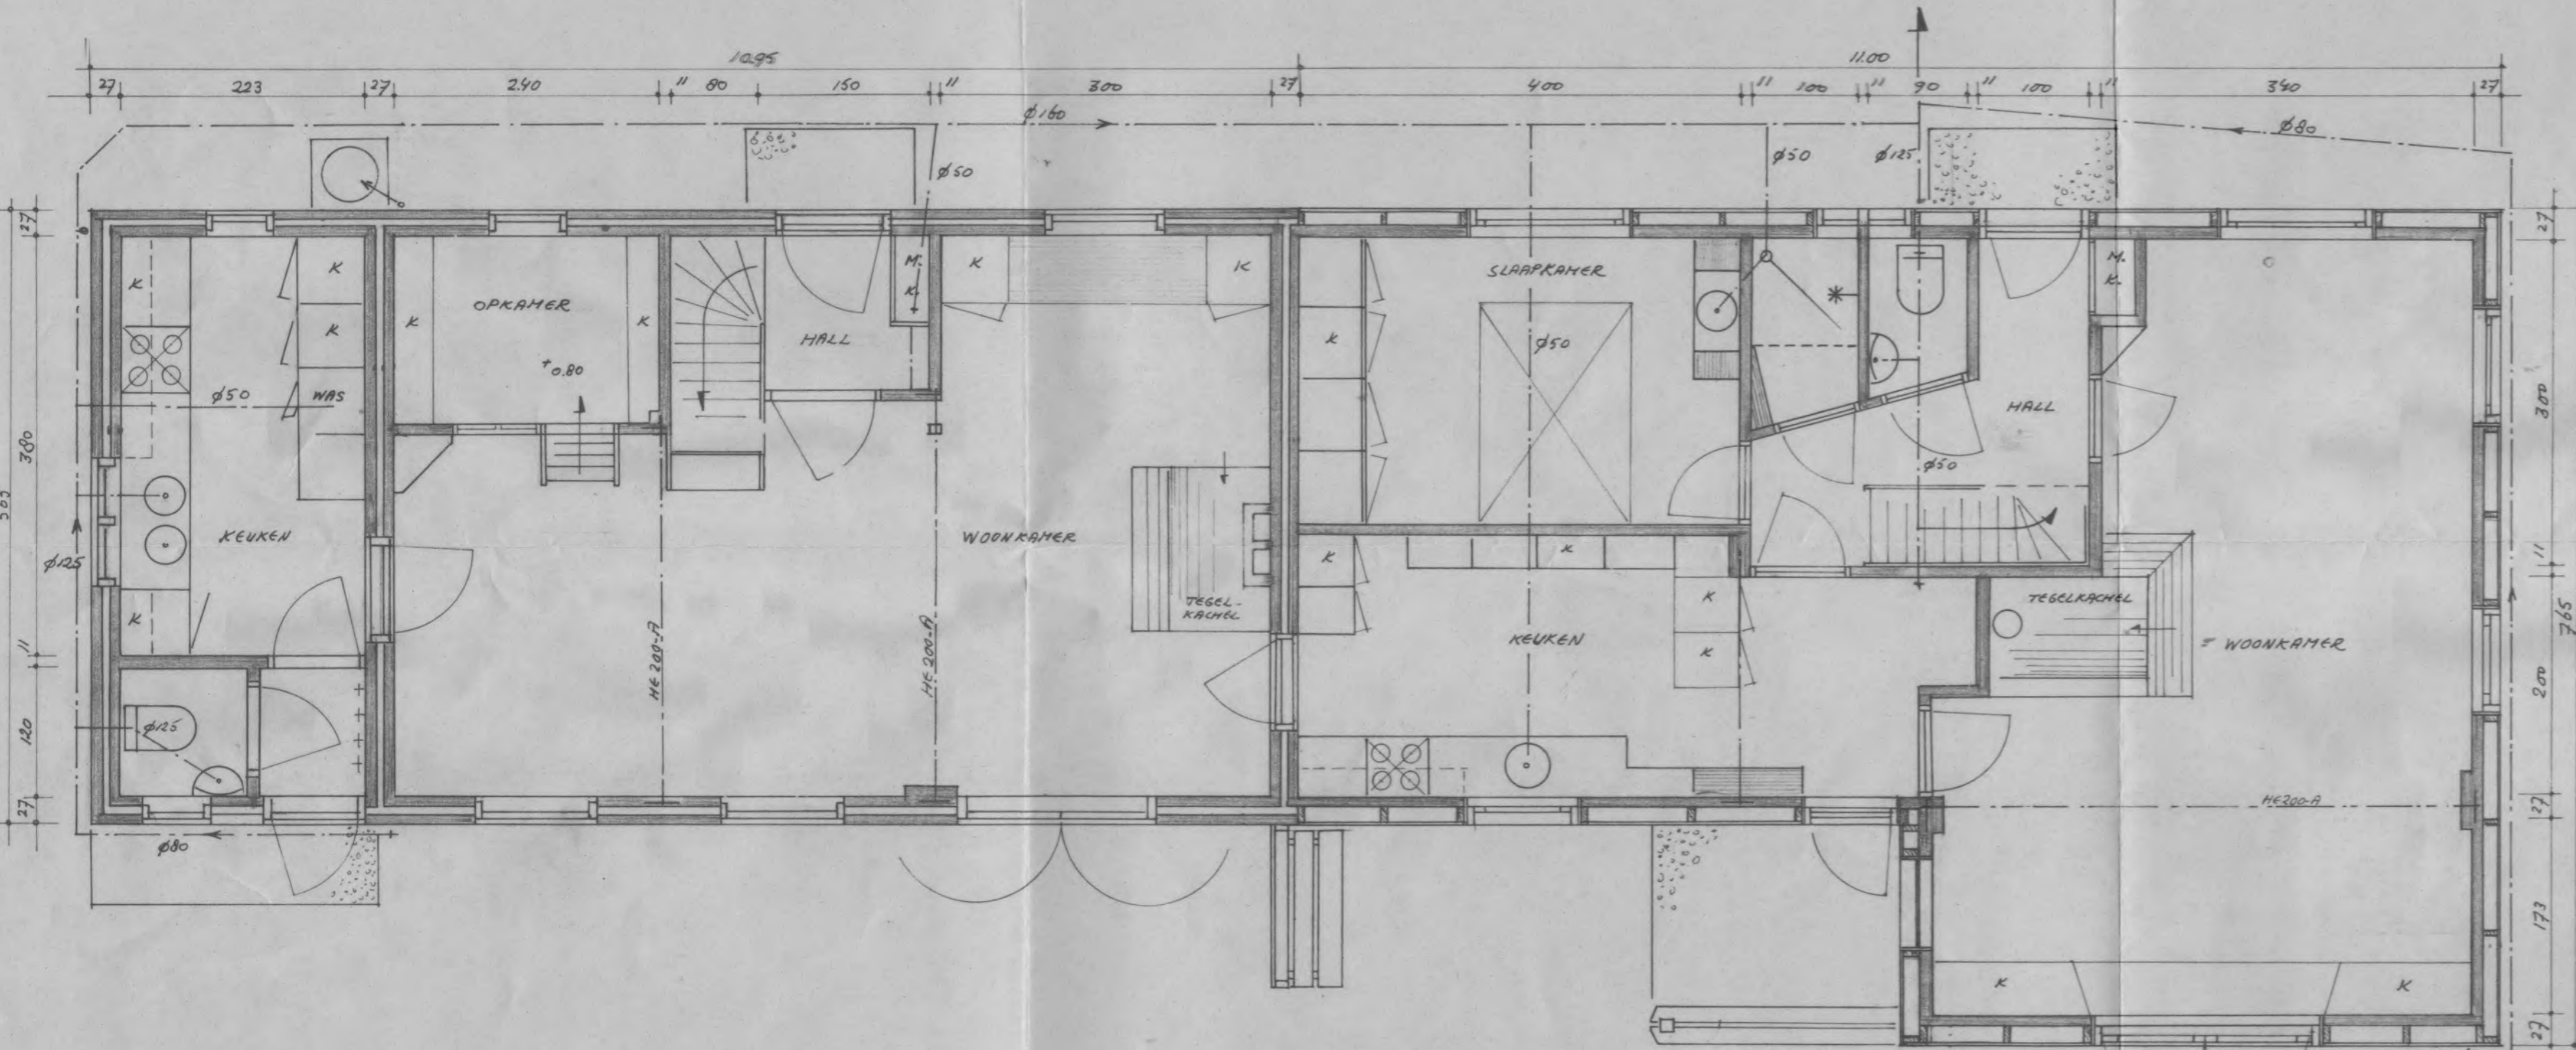 10.95
11.00
27 223 27 240 11 80 150 11 300 27 400 11 100 11 90 11 100 11 340 27
ø160
ø80
ø50
ø50
ø125
27
27
K
K
K
OPKAMER
K
K
HALL
M.
K.
K
K
SLAAPKAMER
K
M.
K.
+0.80
ø50
WAS
ø50
HALL
300
380
ø50
KEUKEN
WOONKAMER
ø125
K
K
11
TEGEL-
KACHEL
K
K
TEGELKACHEL
K
KEUKEN
K
= WOONKAMER
765
11
HE 200-A
HE 200-A
200
120
ø125
27
HE200-A
27
ø80
173
K
K
27